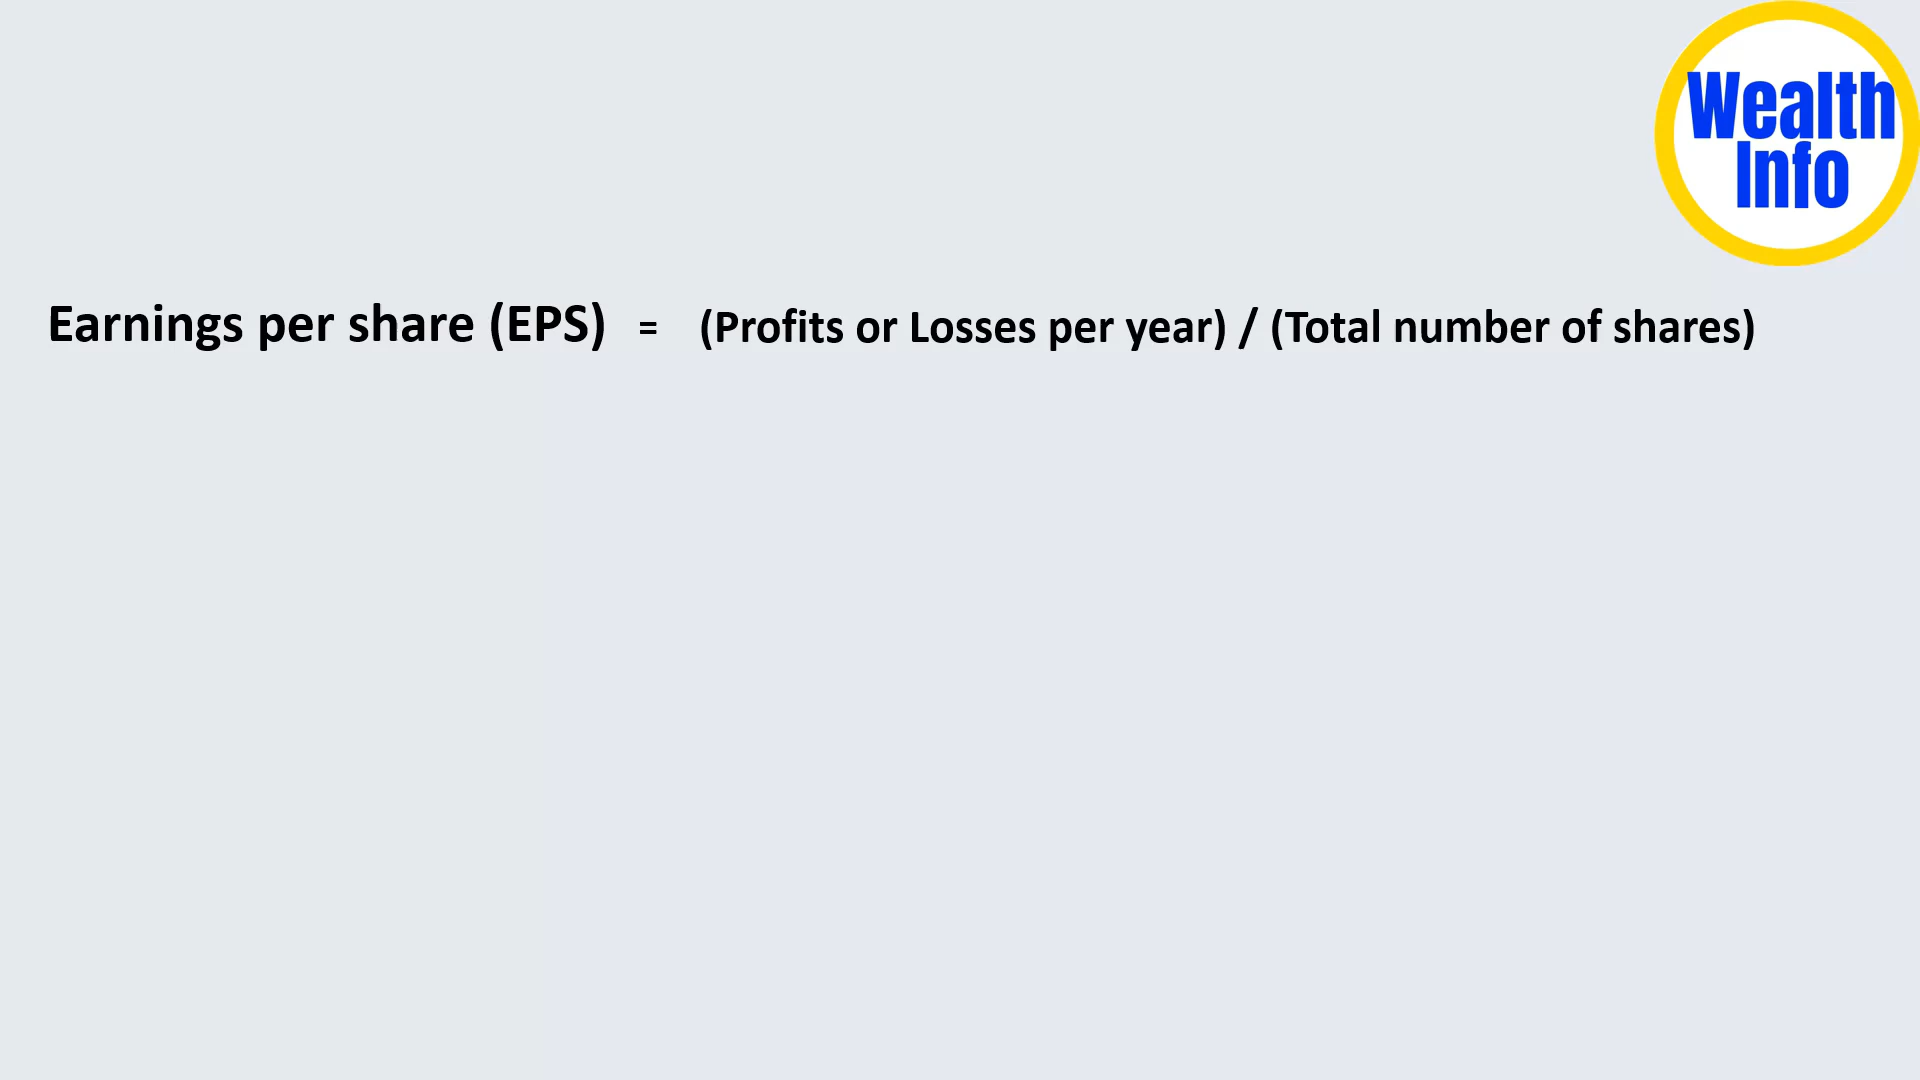 Wealth
Info
Earnings per share (EPS) = (Profits or Losses per year) / (Total number of shares)